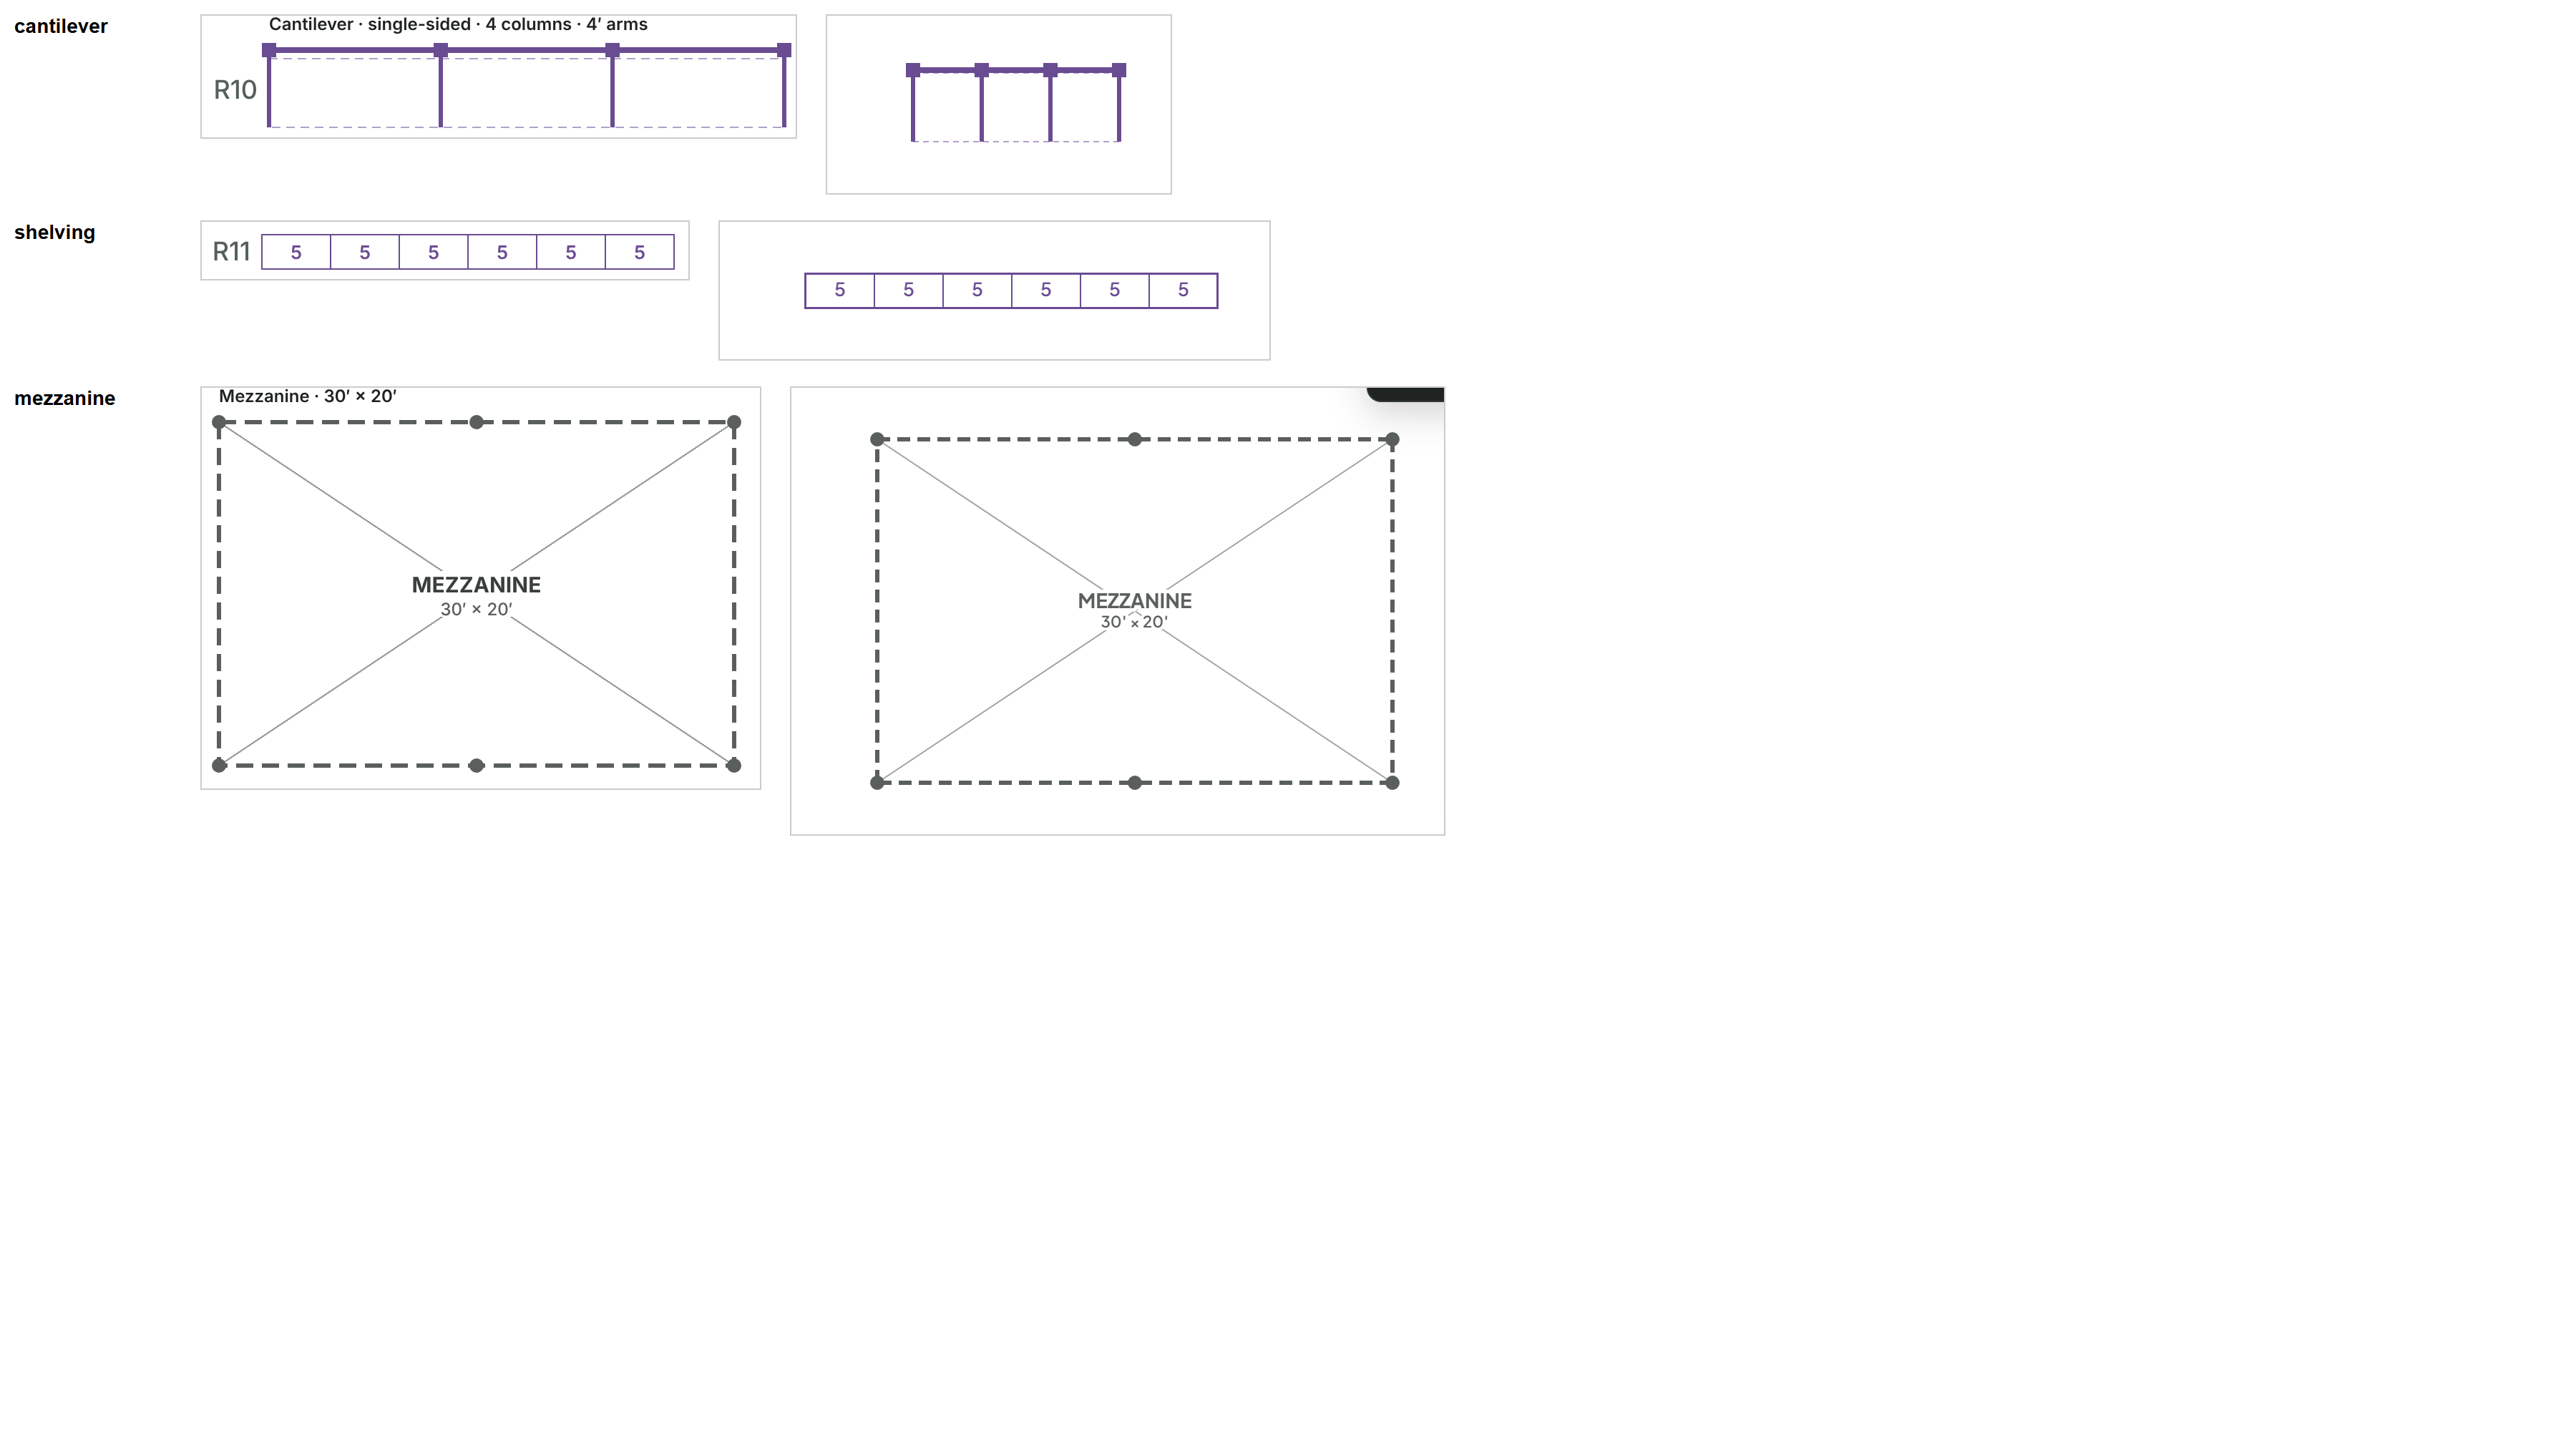 cantilever
Cantilever · single-sided · 4 columns · 4′ arms
R10
shelving
R11 5 5 5 5 5 5
5 5 5 5 5 5
mezzanine
Mezzanine · 30′ × 20′
MEZZANINE
30′ × 20′
MEZZANINE
30' × 20'